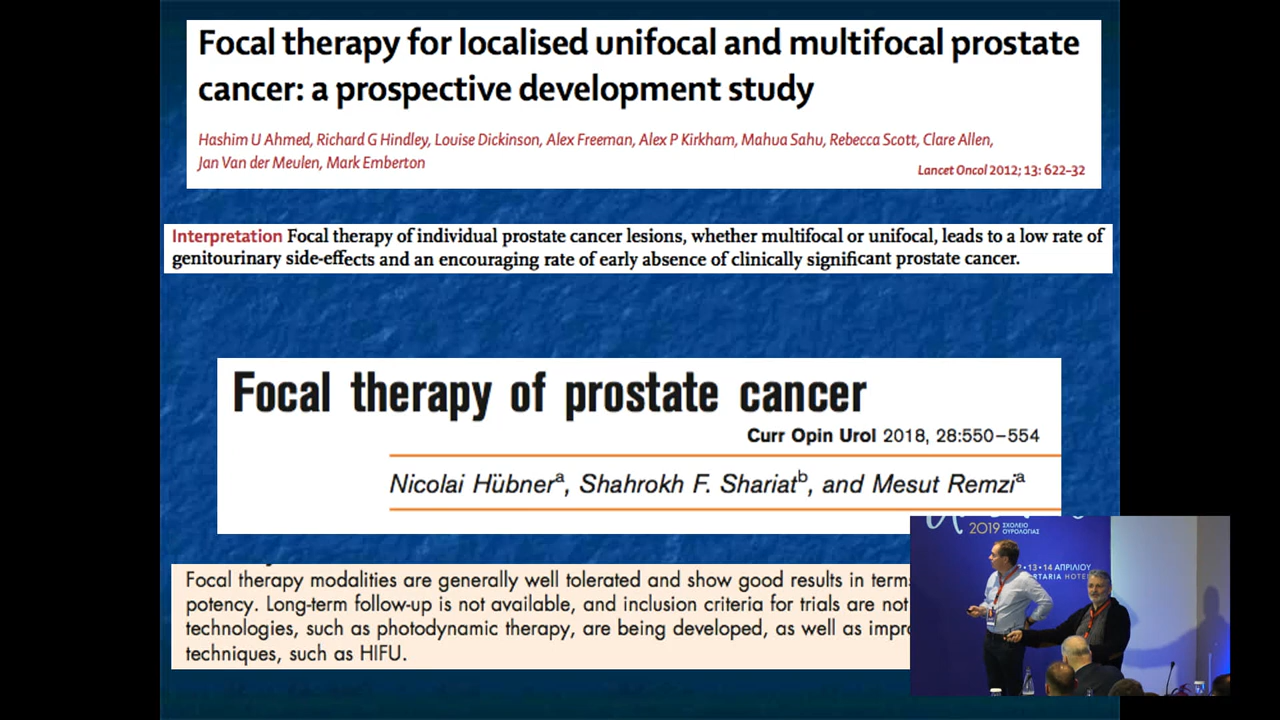 Focal therapy for localised unifocal and multifocal prostate
cancer: a prospective development study
Hashim U Ahmed, Richard G Hindley, Louise Dickinson, Alex Freeman, Alex P Kirkham, Mahua Sahu, Rebecca Scott, Clare Allen,
Jan Van der Meulen, Mark Emberton
Lancet Oncol 2012; 13: 622–32
Interpretation Focal therapy of individual prostate cancer lesions, whether multifocal or unifocal, leads to a low rate of
genitourinary side-effects and an encouraging rate of early absence of clinically significant prostate cancer.
Focal therapy of prostate cancer
Curr Opin Urol 2018, 28:550–554
Nicolai Hübnerᵃ, Shahrokh F. Shariatᵇ, and Mesut Remziᵃ
Focal therapy modalities are generally well tolerated and show good results in terms
potency. Long-term follow-up is not available, and inclusion criteria for trials are not
technologies, such as photodynamic therapy, are being developed, as well as
techniques, such as HIFU.
2019 ΣΧΟΛΕΙΟ
ΟΥΡΟΛΟΓΙΑΣ
13 • 14 ΑΠΡΙΛΙΟΥ